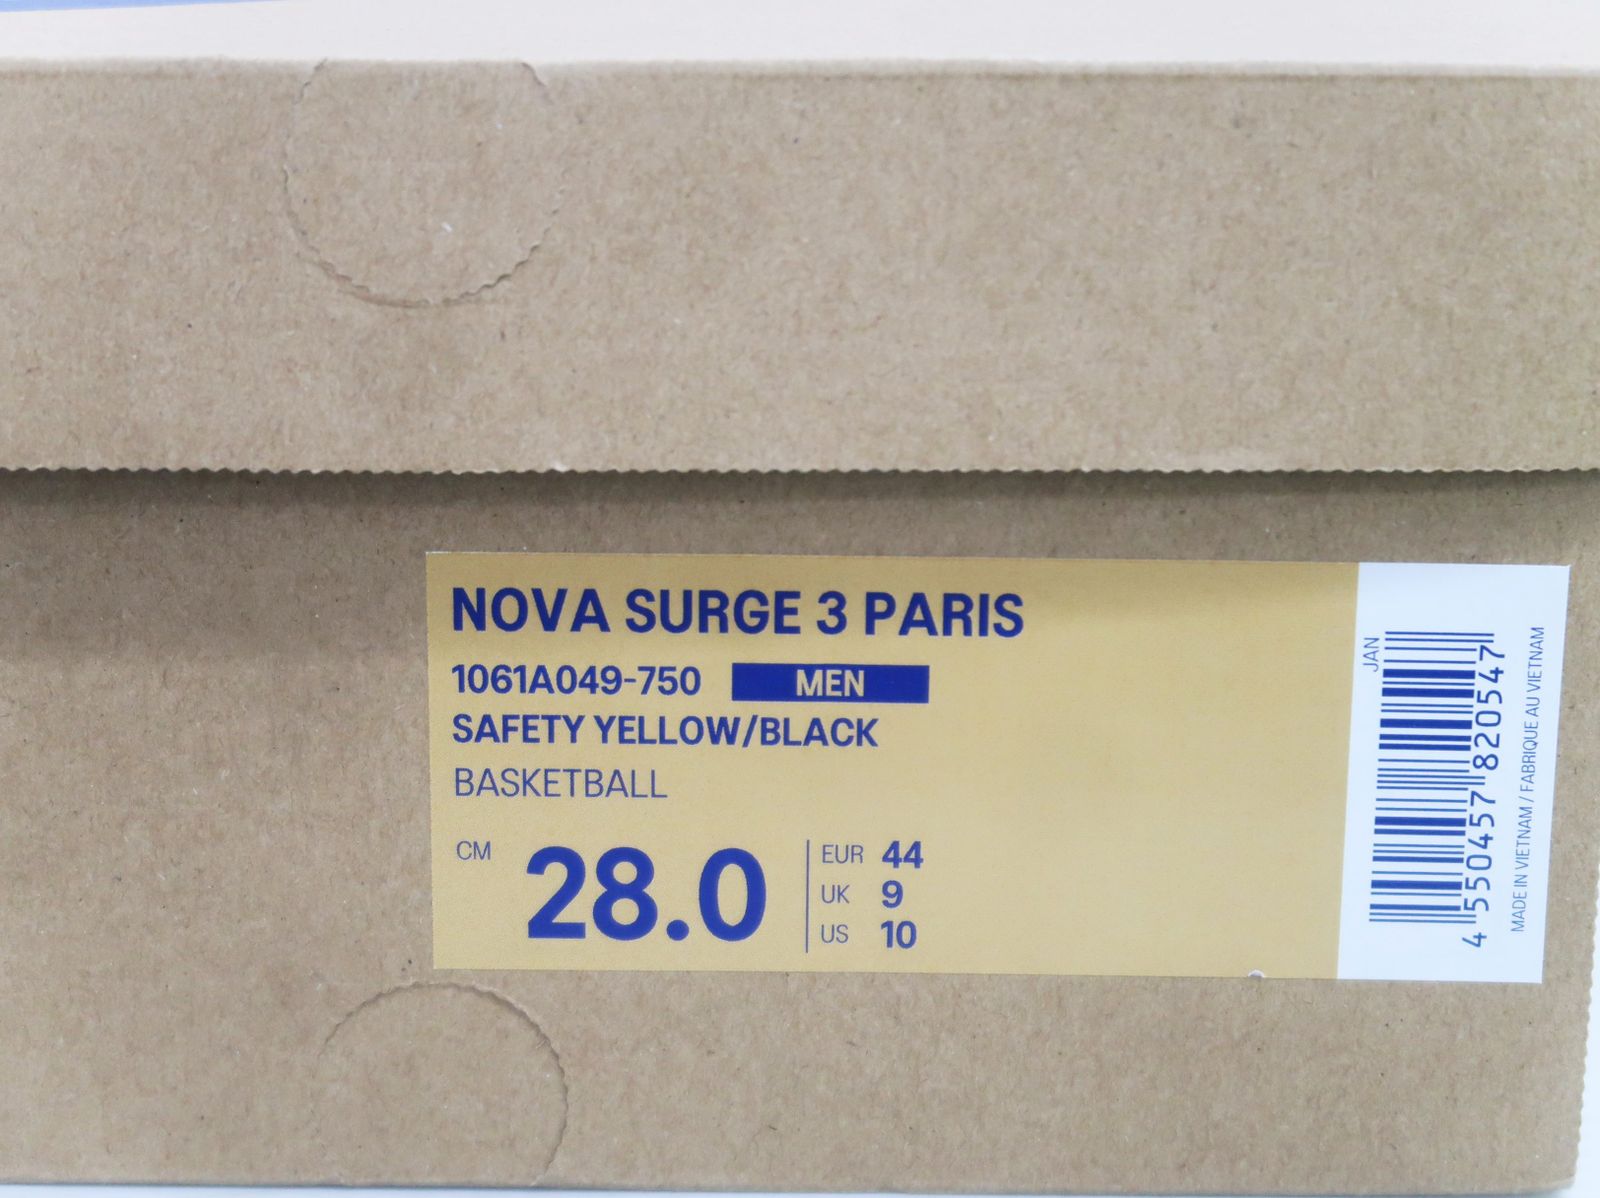 NOVA SURGE 3 PARIS
1061A049-750 MEN
SAFETY YELLOW/BLACK
BASKETBALL
CM 28.0
EUR 44
UK 9
US 10
JAN
4 550457 820547
MADE IN VIETNAM / FABRIQUE AU VIETNAM